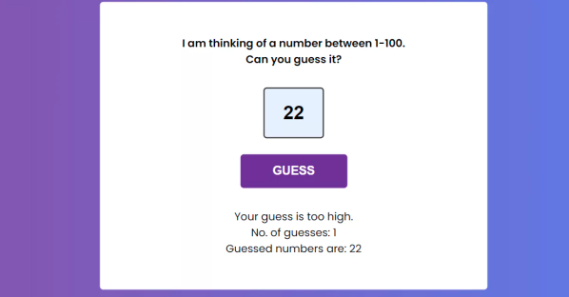 I am thinking of a number between 1-100.
Can you guess it?
22
GUESS
Your guess is too high.
No. of guesses: 1
Guessed numbers are: 22